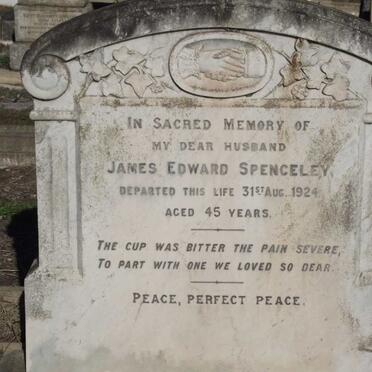 IN SACRED MEMORY OF
MY DEAR HUSBAND
JAMES EDWARD SPENCELEY
DEPARTED THIS LIFE 31ST AUG. 1924
AGED 45 YEARS.
THE CUP WAS BITTER THE PAIN SEVERE,
TO PART WITH ONE WE LOVED SO DEAR.
PEACE, PERFECT PEACE.